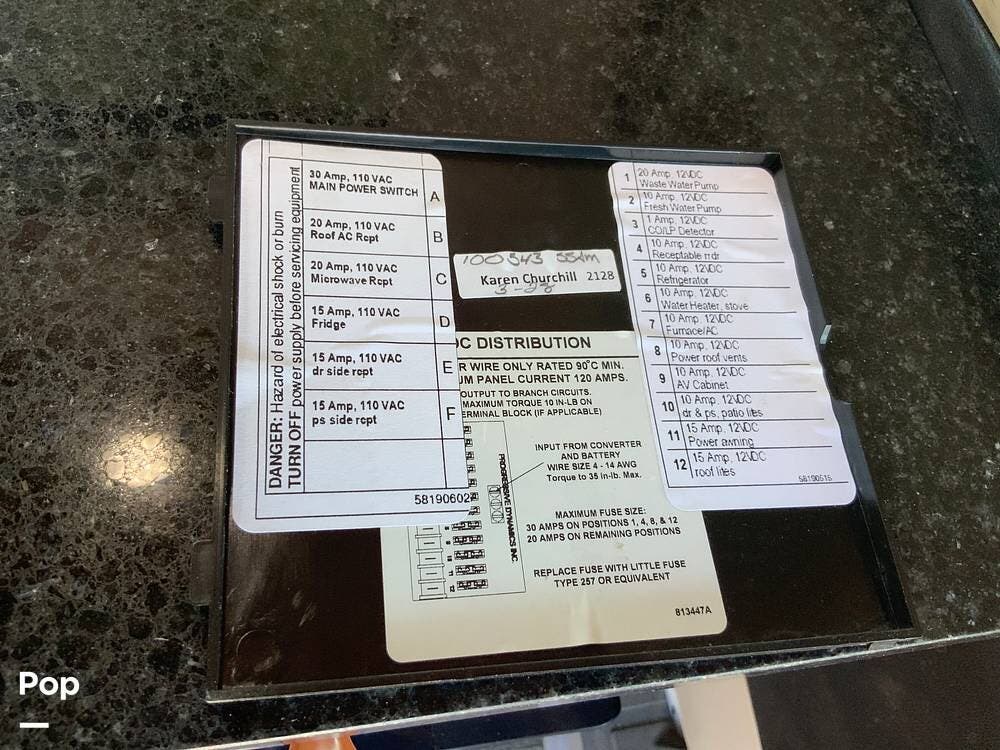 DANGER: Hazard of electrical shock or burn
TURN OFF power supply before servicing equipment
30 Amp, 110 VAC
MAIN POWER SWITCH
A
20 Amp, 110 VAC
Roof AC Rcpt
B
20 Amp, 110 VAC
Microwave Rcpt
C
15 Amp, 110 VAC
Fridge
D
15 Amp, 110 VAC
dr side rcpt
E
15 Amp, 110 VAC
ps side rcpt
F
58190602
Karen Churchill 2128
DC DISTRIBUTION
R WIRE ONLY RATED 90°C MIN.
UM PANEL CURRENT 120 AMPS.
OUTPUT TO BRANCH CIRCUITS.
MAXIMUM TORQUE 10 IN-LB ON
ERMINAL BLOCK (IF APPLICABLE)
INPUT FROM CONVERTER
AND BATTERY
WIRE SIZE 4 - 14 AWG
Torque to 35 in-lb. Max.
PROGRESSIVE DYNAMICS INC.
MAXIMUM FUSE SIZE:
30 AMPS ON POSITIONS 1, 4, 8, & 12
20 AMPS ON REMAINING POSITIONS
REPLACE FUSE WITH LITTLE FUSE
TYPE 257 OR EQUIVALENT
813447A
1
20 Amp, 12VDC
Waste Water Pump
2
10 Amp, 12VDC
Fresh Water Pump
3
1 Amp, 12VDC
CO/LP Detector
4
10 Amp, 12VDC
Receptable rrdr
5
10 Amp, 12VDC
Refrigerator
6
10 Amp, 12VDC
Water Heater, stove
7
10 Amp, 12VDC
Furnace/AC
8
10 Amp, 12VDC
Power roof vents
9
10 Amp, 12VDC
AV Cabinet
10
10 Amp, 12VDC
dr & ps, patio lites
11
15 Amp, 12VDC
Power awning
12
15 Amp, 12VDC
roof lites
58190515
Pop